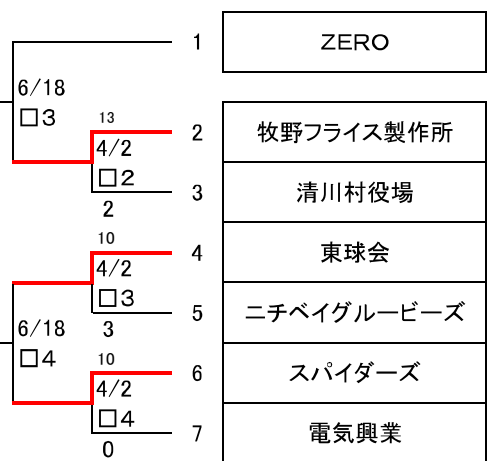 1 ZERO
6/18
□3
13
2 牧野フライス製作所
4/2
□2
3 清川村役場
2
10
4 東球会
4/2
□3
5 ニチベイグルービーズ
3
6/18
□4
10
6 スパイダーズ
4/2
□4
7 電気興業
0